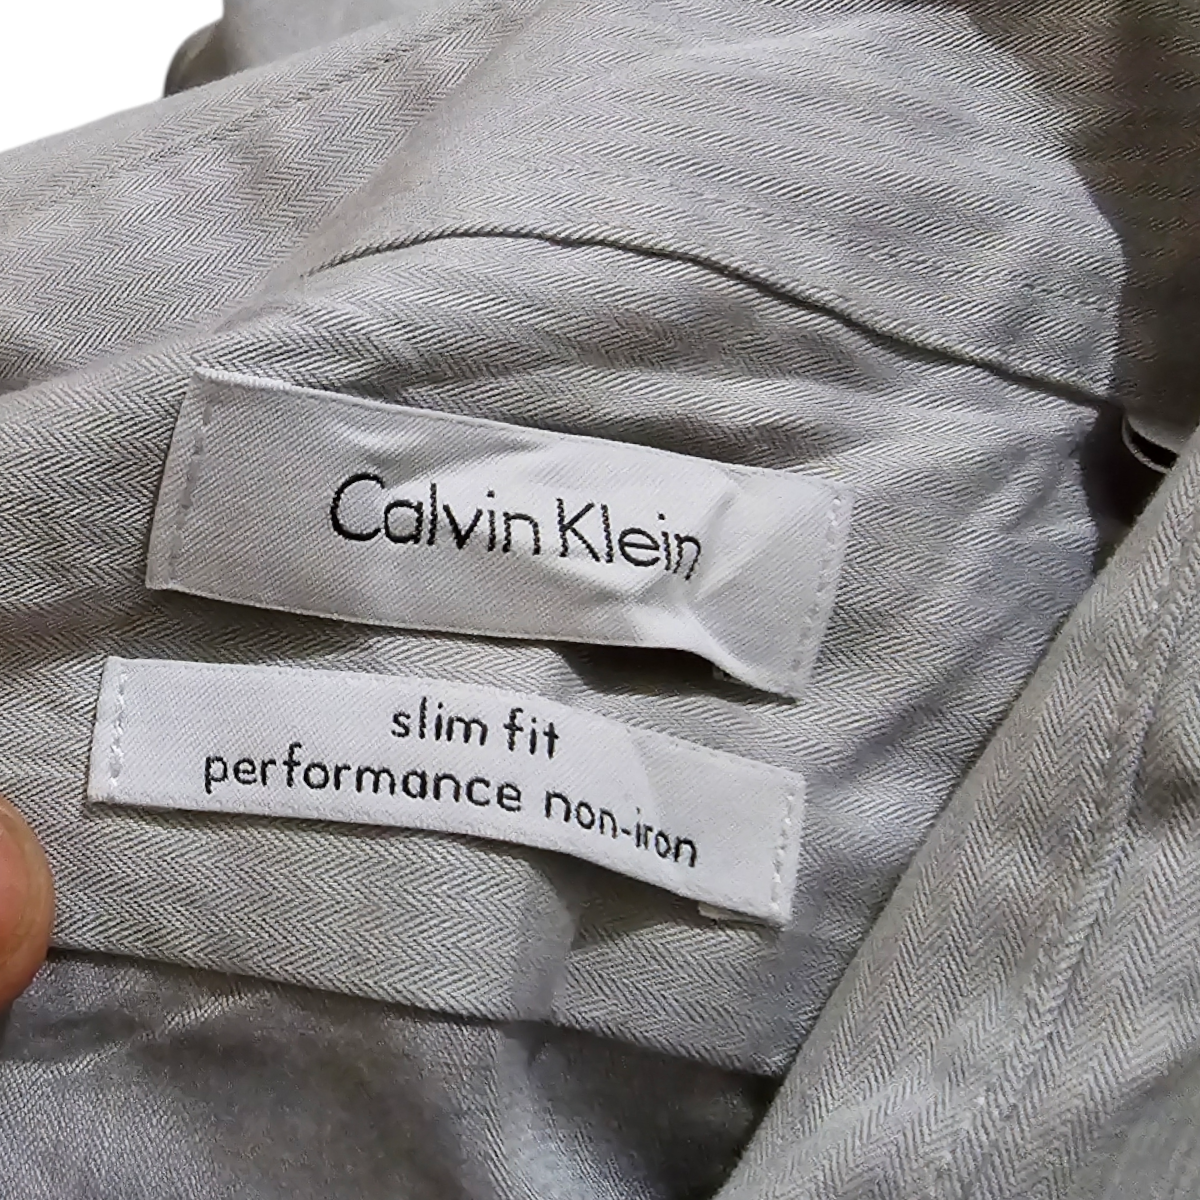 Calvin Klein
slim fit
performance non-iron